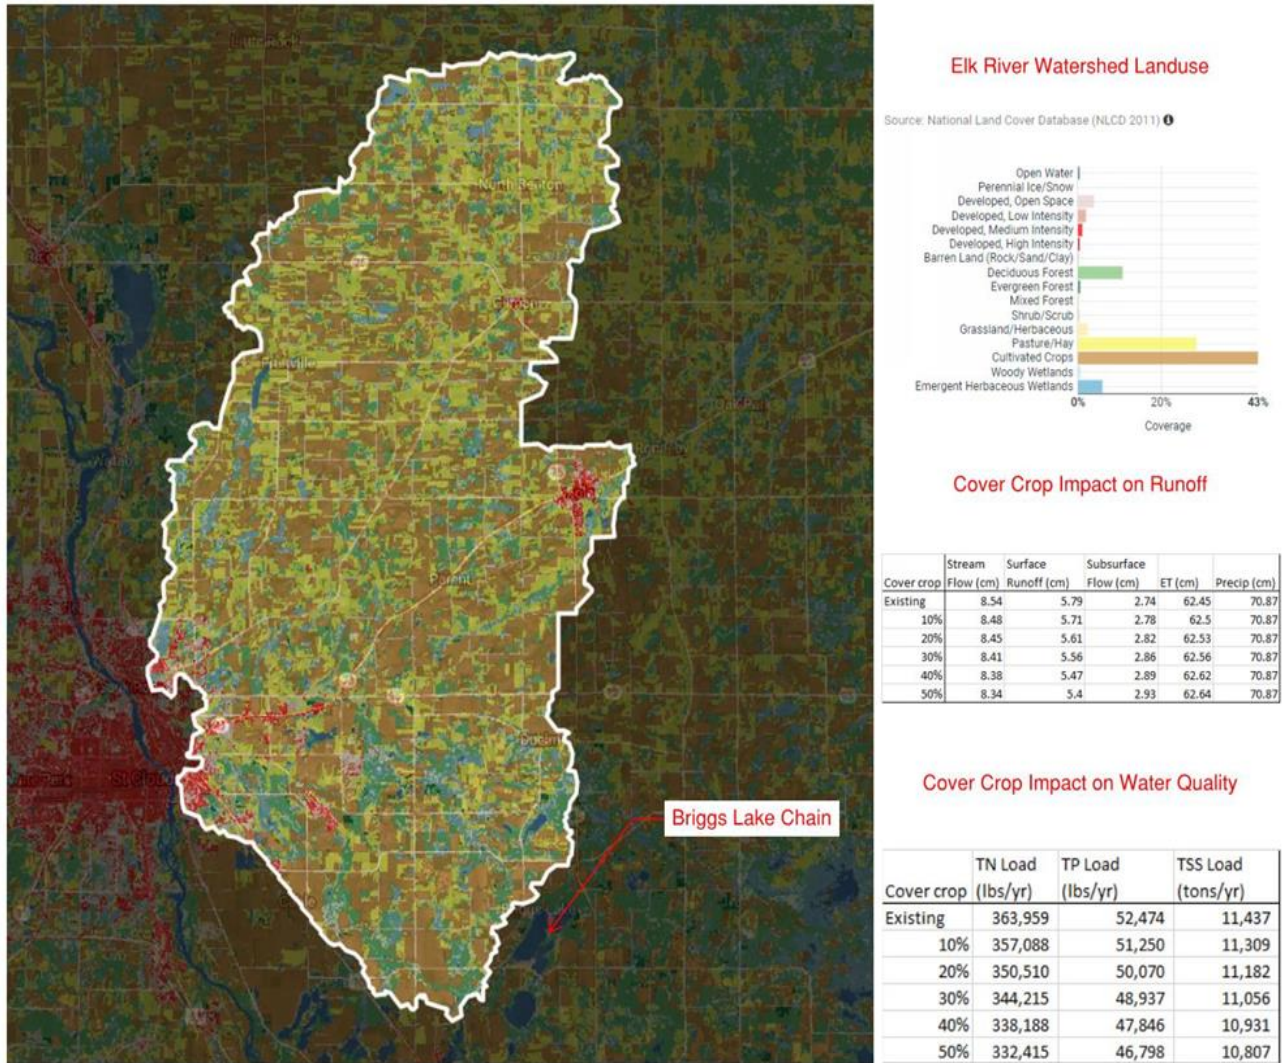 Elk River Watershed Landuse
Source: National Land Cover Database (NLCD 2011)
Open Water
Perennial Ice/Snow
Developed, Open Space
Developed, Low Intensity
Developed, Medium Intensity
Developed, High Intensity
Barren Land (Rock/Sand/Clay)
Deciduous Forest
Evergreen Forest
Mixed Forest
Shrub/Scrub
Grassland/Herbaceous
Pasture/Hay
Cultivated Crops
Woody Wetlands
Emergent Herbaceous Wetlands
0% 20% 43%
Coverage
Cover Crop Impact on Runoff
Stream Surface Subsurface
Cover crop Flow (cm) Runoff (cm) Flow (cm) ET (cm) Precip (cm)
Existing 8.54 5.79 2.74 62.45 70.87
10% 8.48 5.71 2.78 62.5 70.87
20% 8.45 5.61 2.82 62.53 70.87
30% 8.41 5.56 2.86 62.56 70.87
40% 8.38 5.47 2.89 62.62 70.87
50% 8.34 5.4 2.93 62.64 70.87
Cover Crop Impact on Water Quality
TN Load TP Load TSS Load
Cover crop (lbs/yr) (lbs/yr) (tons/yr)
Existing 363,959 52,474 11,437
10% 357,088 51,250 11,309
20% 350,510 50,070 11,182
30% 344,215 48,937 11,056
40% 338,188 47,846 10,931
50% 332,415 46,798 10,807
North Benton
Parent
Briggs Lake Chain